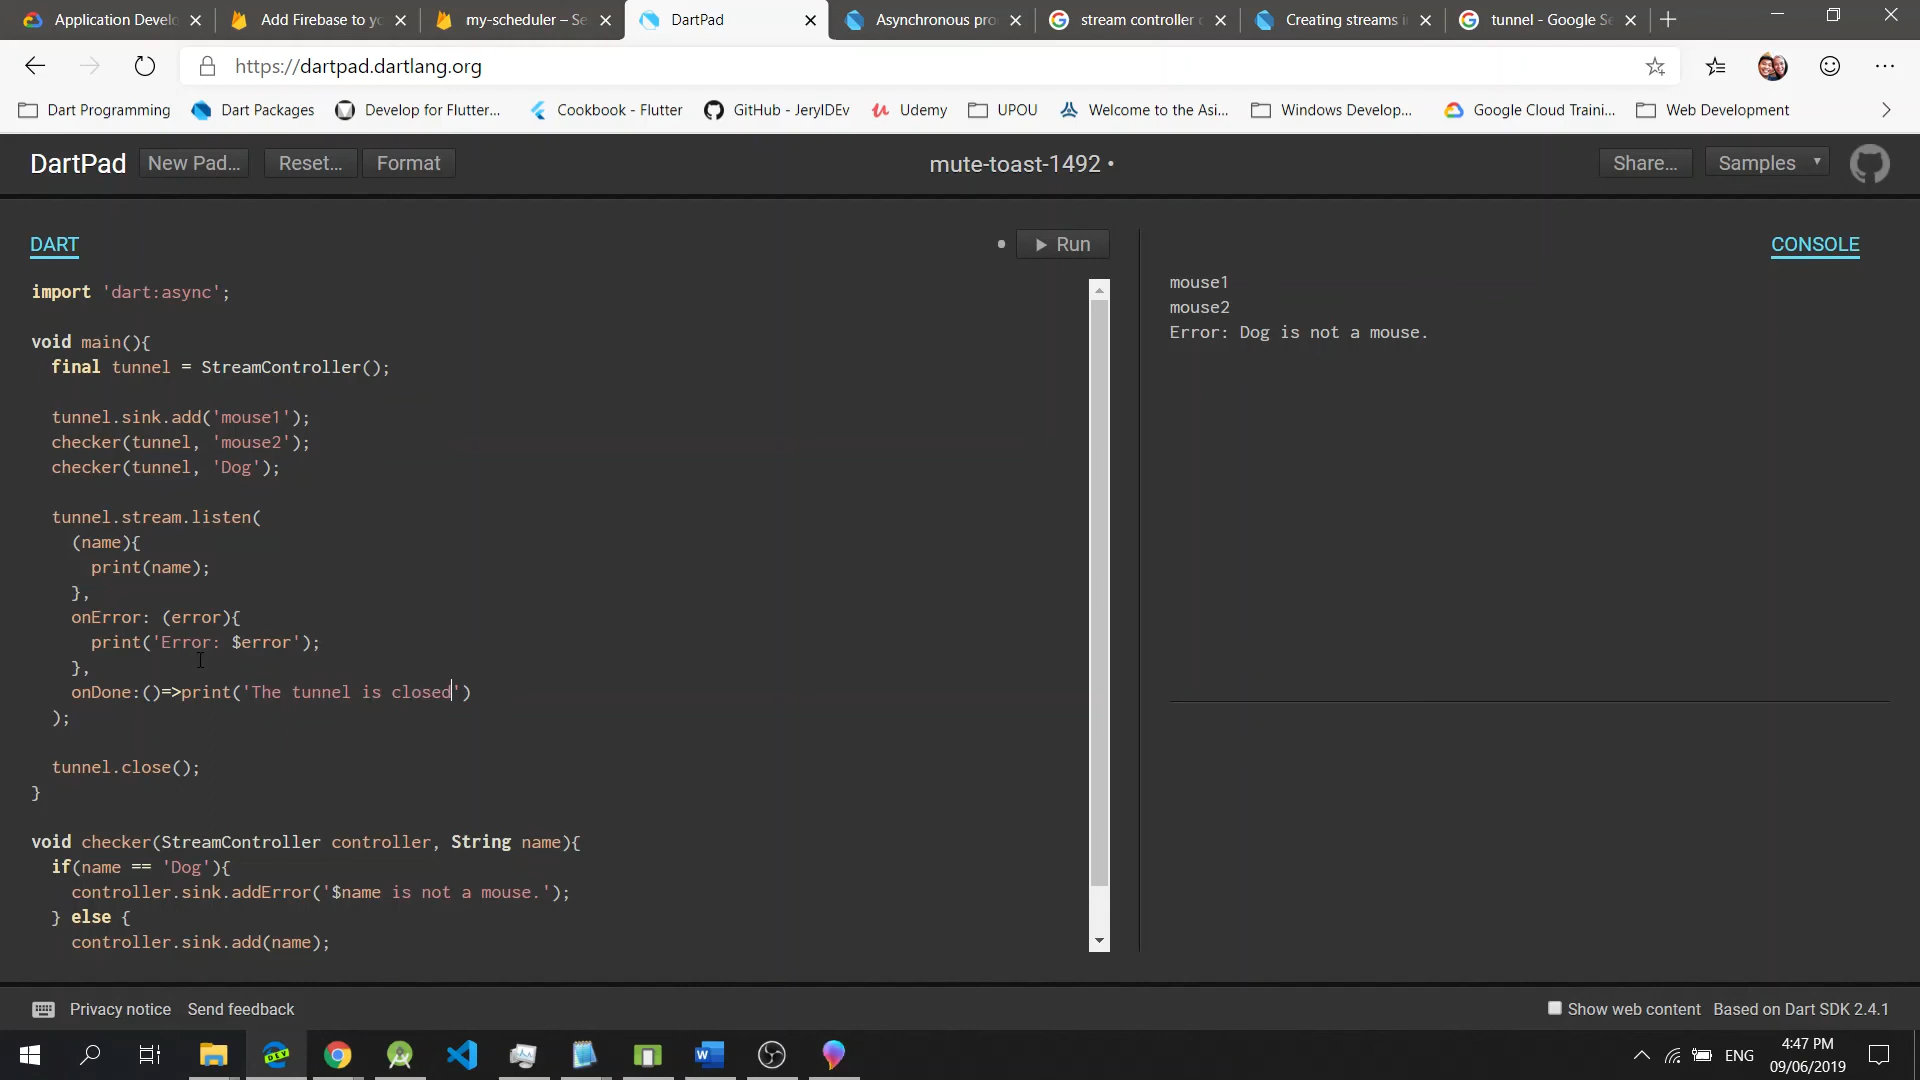 Application Develo
Add Firebase to yo
my-scheduler – Se
DartPad
Asynchronous pro
stream controller
Creating streams i
tunnel - Google Se
https://dartpad.dartlang.org
Dart Programming
Dart Packages
Develop for Flutter...
Cookbook - Flutter
GitHub - JerylDEv
Udemy
UPOU
Welcome to the Asi...
Windows Develop...
Google Cloud Traini...
Web Development
DartPad
New Pad...
Reset...
Format
mute-toast-1492 •
Share...
Samples
DART
Run
CONSOLE
import 'dart:async';
void main(){
final tunnel = StreamController();
tunnel.sink.add('mouse1');
checker(tunnel, 'mouse2');
checker(tunnel, 'Dog');
tunnel.stream.listen(
(name){
print(name);
},
onError: (error){
print('Error: $error');
},
onDone:()=>print('The tunnel is closed')
);
tunnel.close();
}
void checker(StreamController controller, String name){
if(name == 'Dog'){
controller.sink.addError('$name is not a mouse.');
} else {
controller.sink.add(name);
mouse1
mouse2
Error: Dog is not a mouse.
Privacy notice
Send feedback
Show web content
Based on Dart SDK 2.4.1
DEV
ENG
4:47 PM
09/06/2019